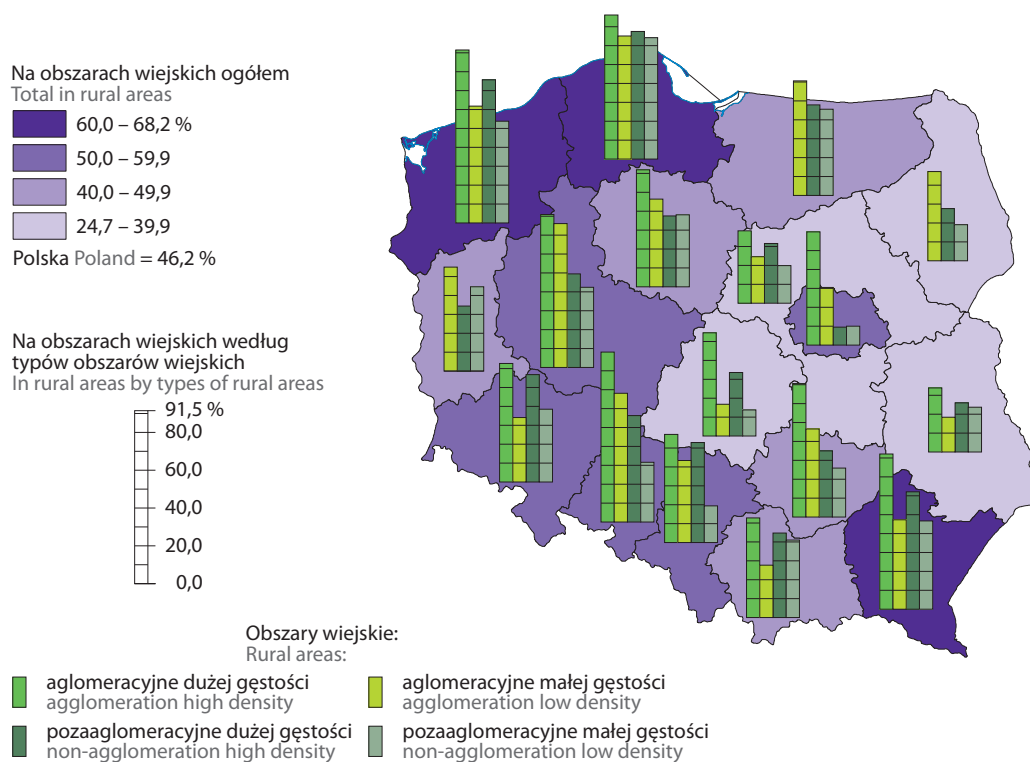 Na obszarach wiejskich ogółem
Total in rural areas
60,0 – 68,2 %
50,0 – 59,9
40,0 – 49,9
24,7 – 39,9
Polska Poland = 46,2 %
Na obszarach wiejskich według
typów obszarów wiejskich
In rural areas by types of rural areas
91,5 %
80,0
60,0
40,0
20,0
0,0
Obszary wiejskie:
Rural areas:
aglomeracyjne dużej gęstości
agglomeration high density
aglomeracyjne małej gęstości
agglomeration low density
pozaaglomeracyjne dużej gęstości
non-agglomeration high density
pozaaglomeracyjne małej gęstości
non-agglomeration low density